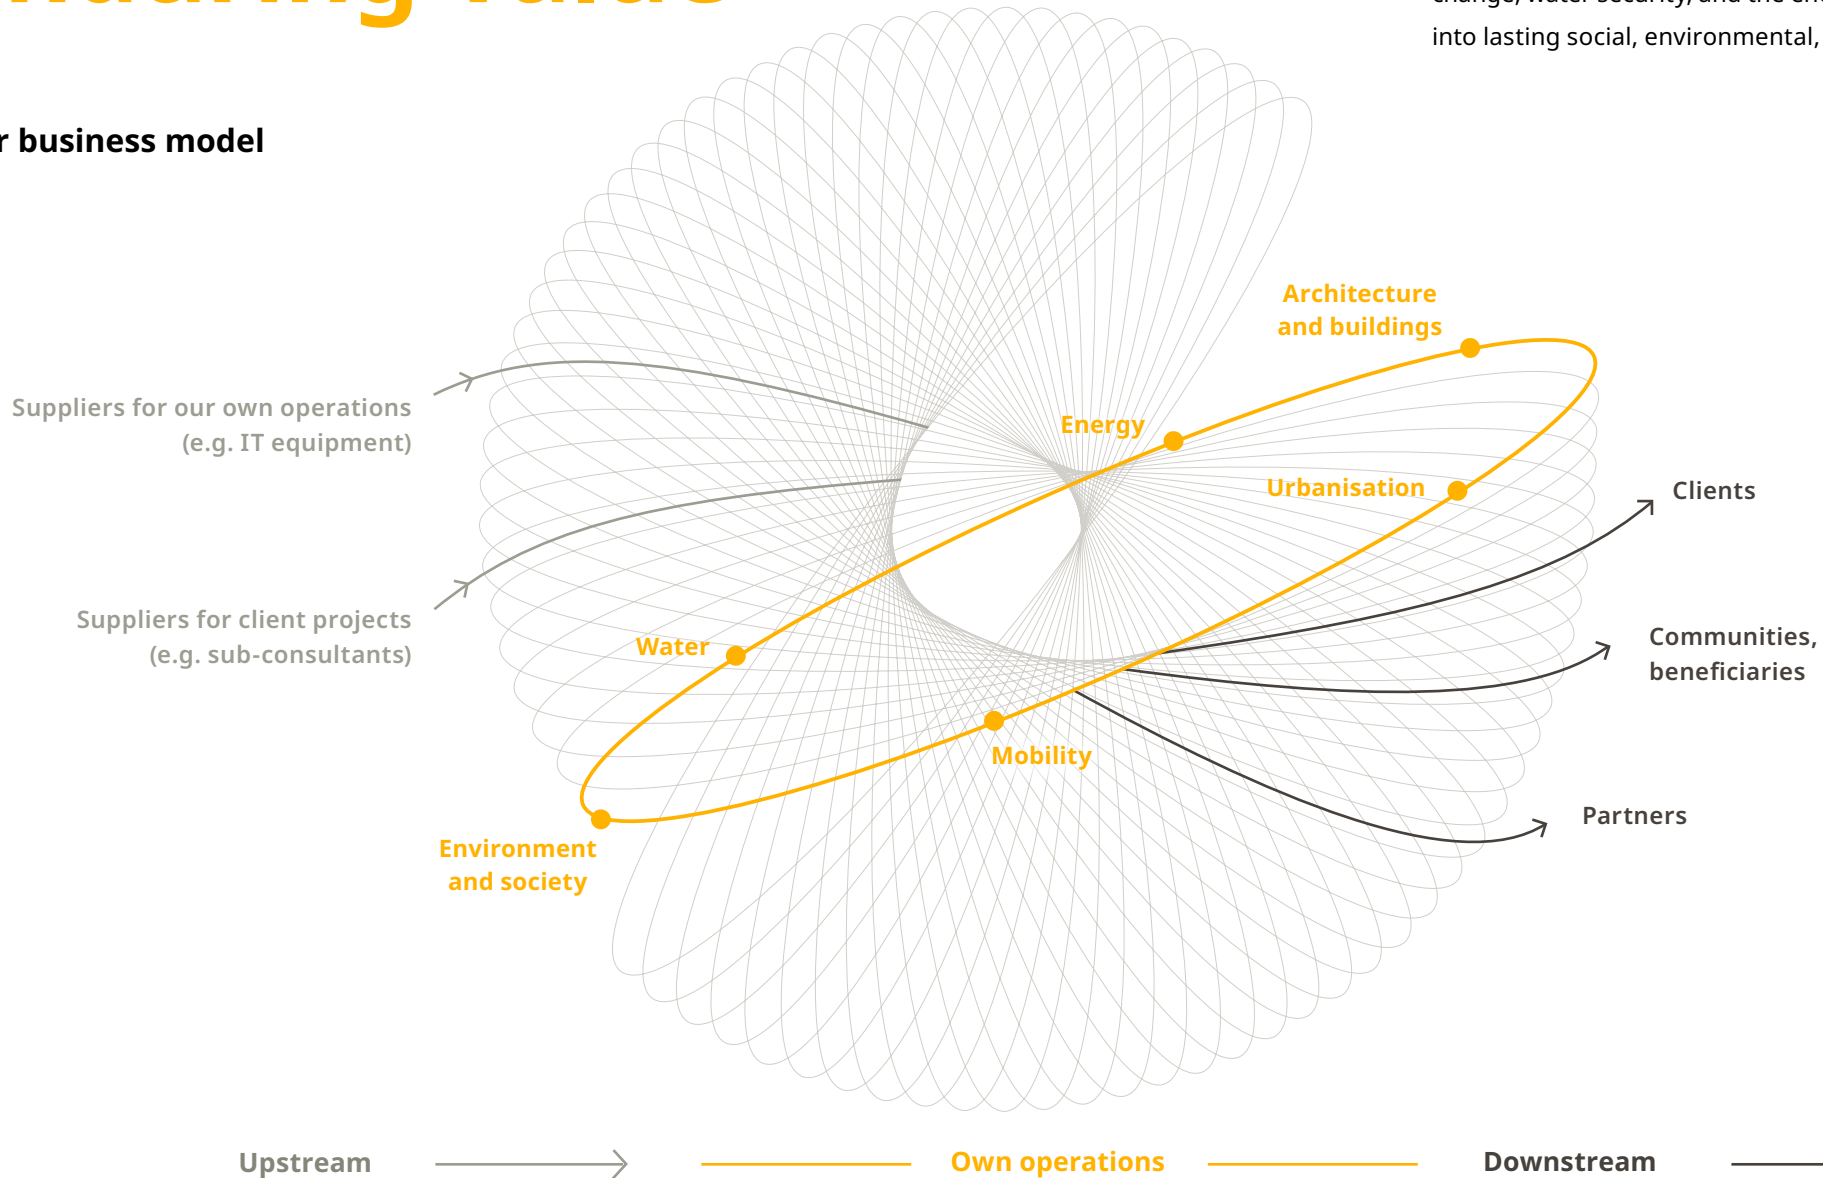 into lasting social, environmental,
business model
Architecture
and buildings
Suppliers for our own operations
(e.g. IT equipment)
Energy
Urbanisation
Clients
Suppliers for client projects
(e.g. sub-consultants)
Water
Communities,
beneficiaries
Mobility
Partners
Environment
and society
Upstream
Own operations
Downstream